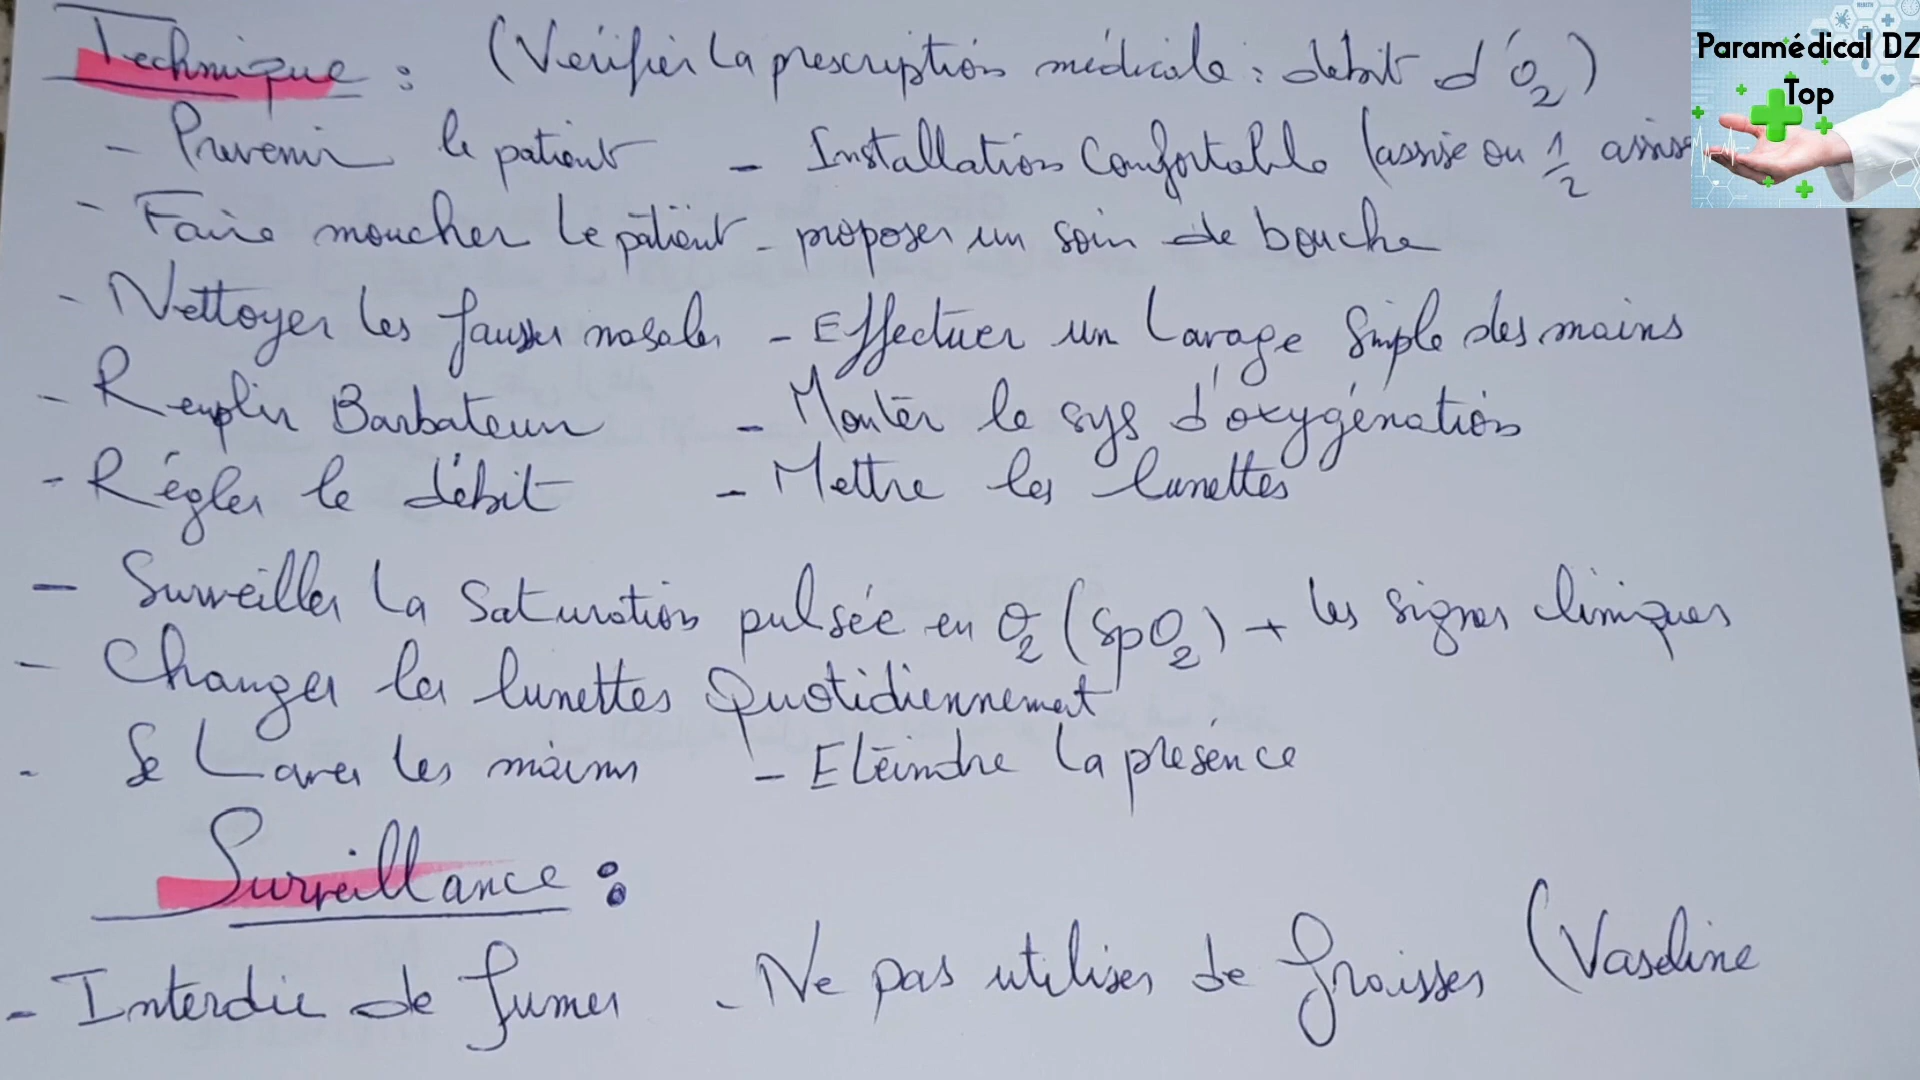 Technique : (Vérifier la prescription médicale : débit d'O2)
- Prevenir le patient - Installation Comfortable (assise ou 1/2 assise
- Faire moucher le patient - proposer un soin de bouche
- Nettoyer les fausses nasales - Effectuer un Lavage Simple des mains
- Remplir Barbateur - Monter le sys d'oxygénation
- Régler le débit - Mettre les lunettes
- Surveiller la Saturation pulsée en O2 (SpO2) + les signes cliniques
- Changer les lunettes Quotidiennement
- Se Laver les mains - Eteindre la présence
Surveillance :
- Interdie de fumer - Ne pas utiliser de graisses (Vaseline
Paramédical DZ
Top